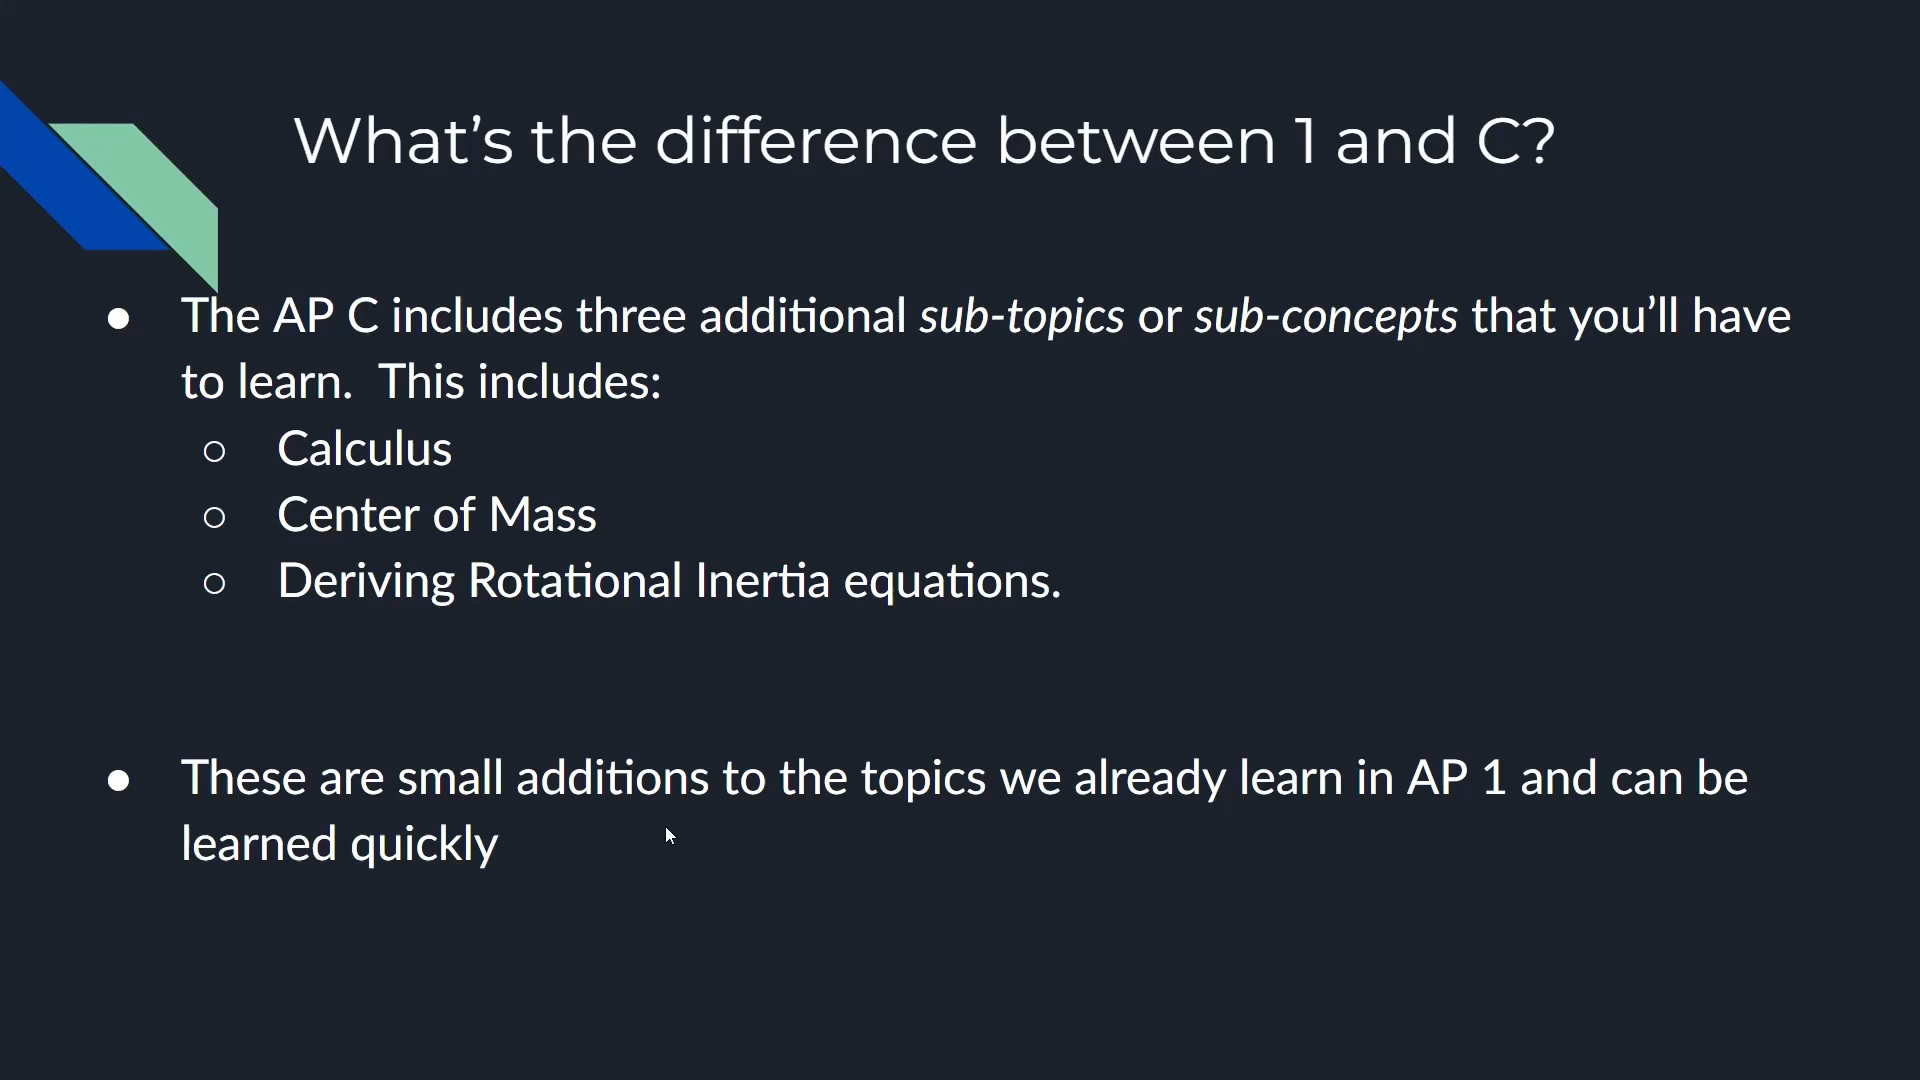 What’s the difference between 1 and C?
● The AP C includes three additional sub-topics or sub-concepts that you’ll have
to learn.  This includes:
○ Calculus
○ Center of Mass
○ Deriving Rotational Inertia equations.
● These are small additions to the topics we already learn in AP 1 and can be
learned quickly